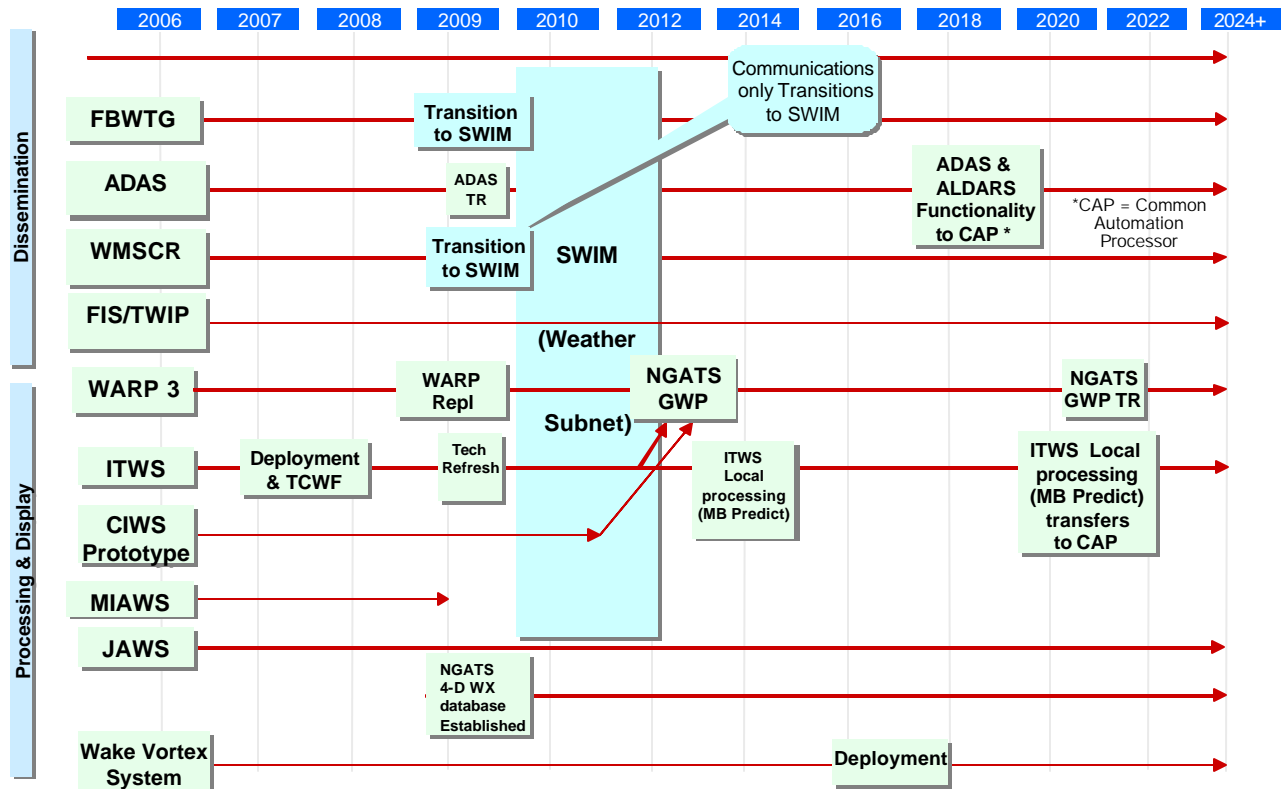 2006 2007 2008 2009 2010 2012 2014 2016 2018 2020 2022 2024+
Dissemination
Communications
only Transitions
to SWIM
FBWTG
Transition
to SWIM
ADAS
ADAS
TR
ADAS &
ALDARS
Functionality
to CAP *
*CAP = Common
Automation
Processor
WMSCR
Transition
to SWIM
SWIM
(Weather
Subnet)
FIS/TWIP
Processing & Display
WARP 3
WARP
Repl
NGATS
GWP
NGATS
GWP TR
ITWS
Deployment
& TCWF
Tech
Refresh
ITWS
Local
processing
(MB Predict)
ITWS Local
processing
(MB Predict)
transfers
to CAP
CIWS
Prototype
MIAWS
JAWS
NGATS
4-D WX
database
Established
Wake Vortex
System
Deployment